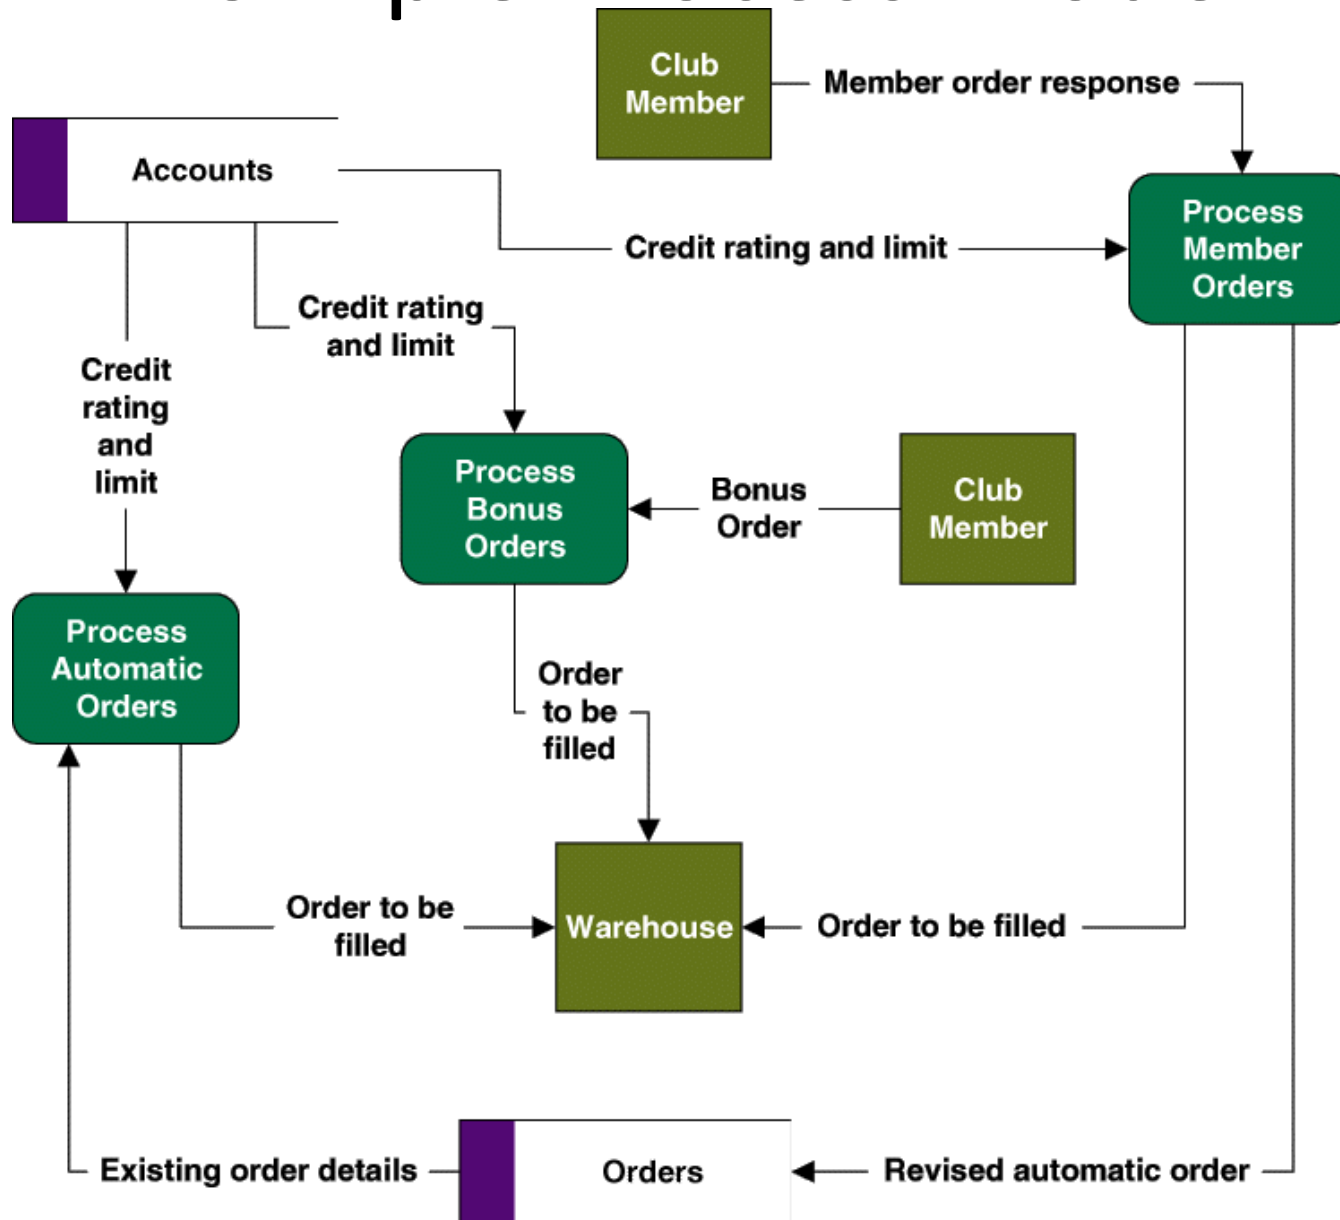 Club
Member
Member order response
Accounts
Process
Member
Orders
Credit rating and limit
Credit rating
and limit
Credit
rating
and
limit
Process
Bonus
Orders
Bonus
Order
Club
Member
Process
Automatic
Orders
Order
to be
filled
Order to be
filled
Warehouse
Order to be filled
Existing order details
Orders
Revised automatic order